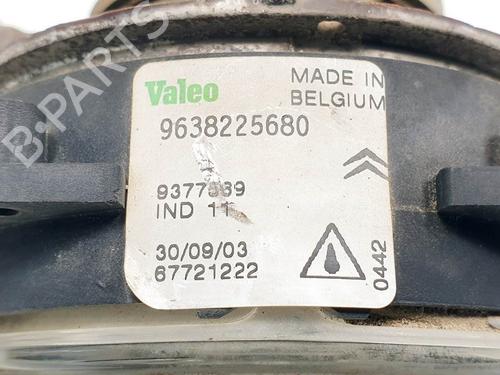 B-PARTS
Valeo
MADE IN
BELGIUM
9638225680
IND 11
30/09/03
67721222
0442